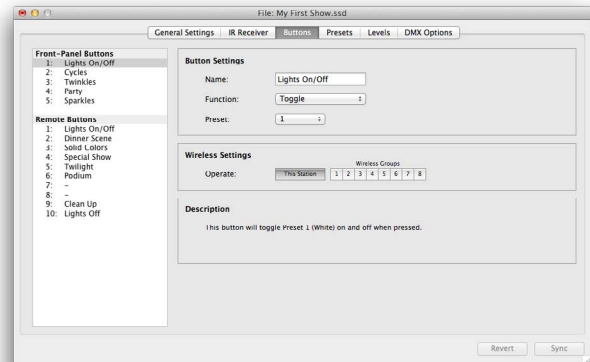 File: My First Show.ssd
General Settings IR Receiver Buttons Presets Levels DMX Options
Front-Panel Buttons
1: Lights On/Off
2: Cycles
3: Twinkles
4: Party
5: Sparkles
Remote Buttons
1: Lights On/Off
2: Dinner Scene
3: Solid Colors
4: Special Show
5: Twilight
6: Podium
7: –
8: –
9: Clean Up
10: Lights Off
Button Settings
Name: Lights On/Off
Function: Toggle
Preset: 1
Wireless Settings
Wireless Groups
Operate: This Station 1 2 3 4 5 6 7 8
Description
This button will toggle Preset 1 (White) on and off when pressed.
Revert Sync